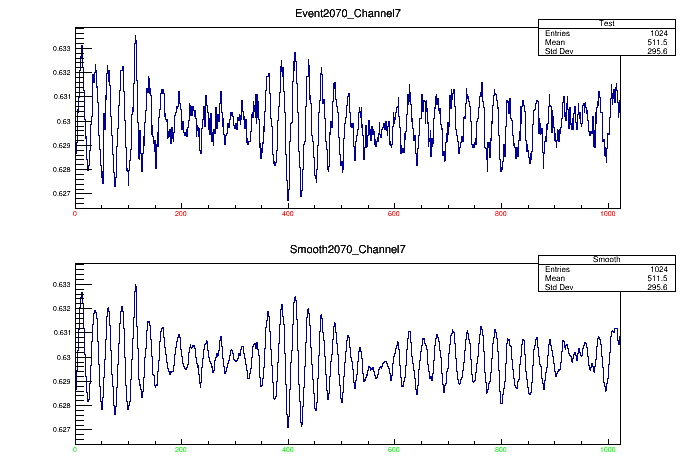 Event2070_Channel7
Test
Entries 1024
Mean 511.5
Std Dev 295.6
0.633
0.632
0.631
0.63
0.629
0.628
0.627
0 200 400 600 800 1000
Smooth2070_Channel7
Smooth
Entries 1024
Mean 511.5
Std Dev 295.6
0.633
0.632
0.631
0.63
0.629
0.628
0.627
0 200 400 600 800 1000